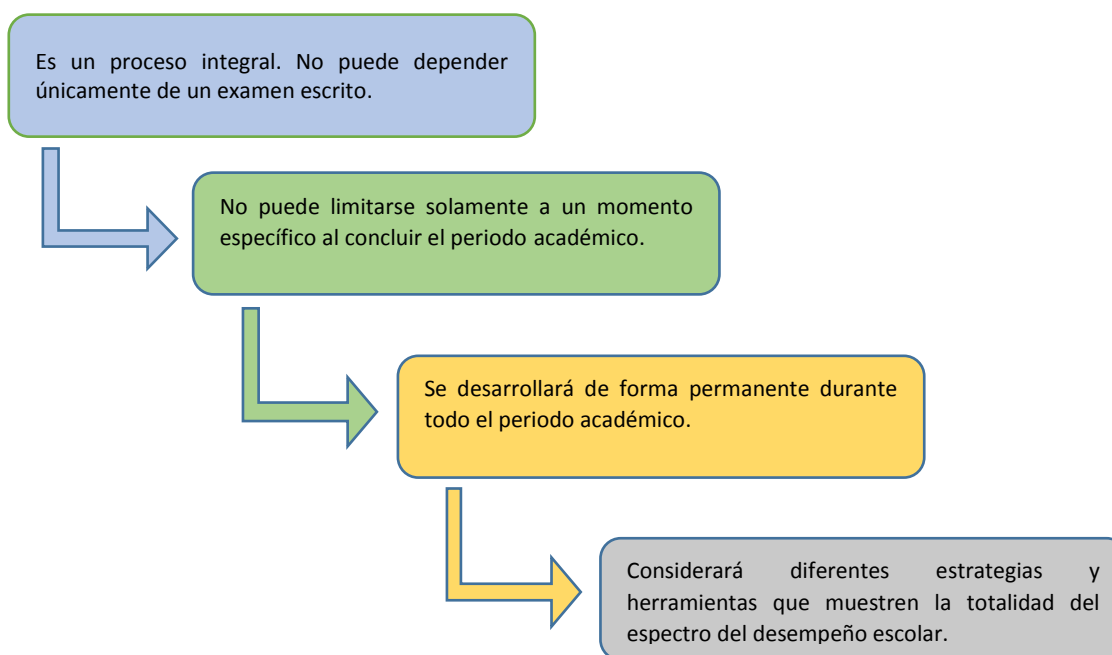 Es un proceso integral. No puede depender
únicamente de un examen escrito.
No puede limitarse solamente a un momento
específico al concluir el periodo académico.
Se desarrollará de forma permanente durante
todo el periodo académico.
Considerará diferentes estrategias y
herramientas que muestren la totalidad del
espectro del desempeño escolar.